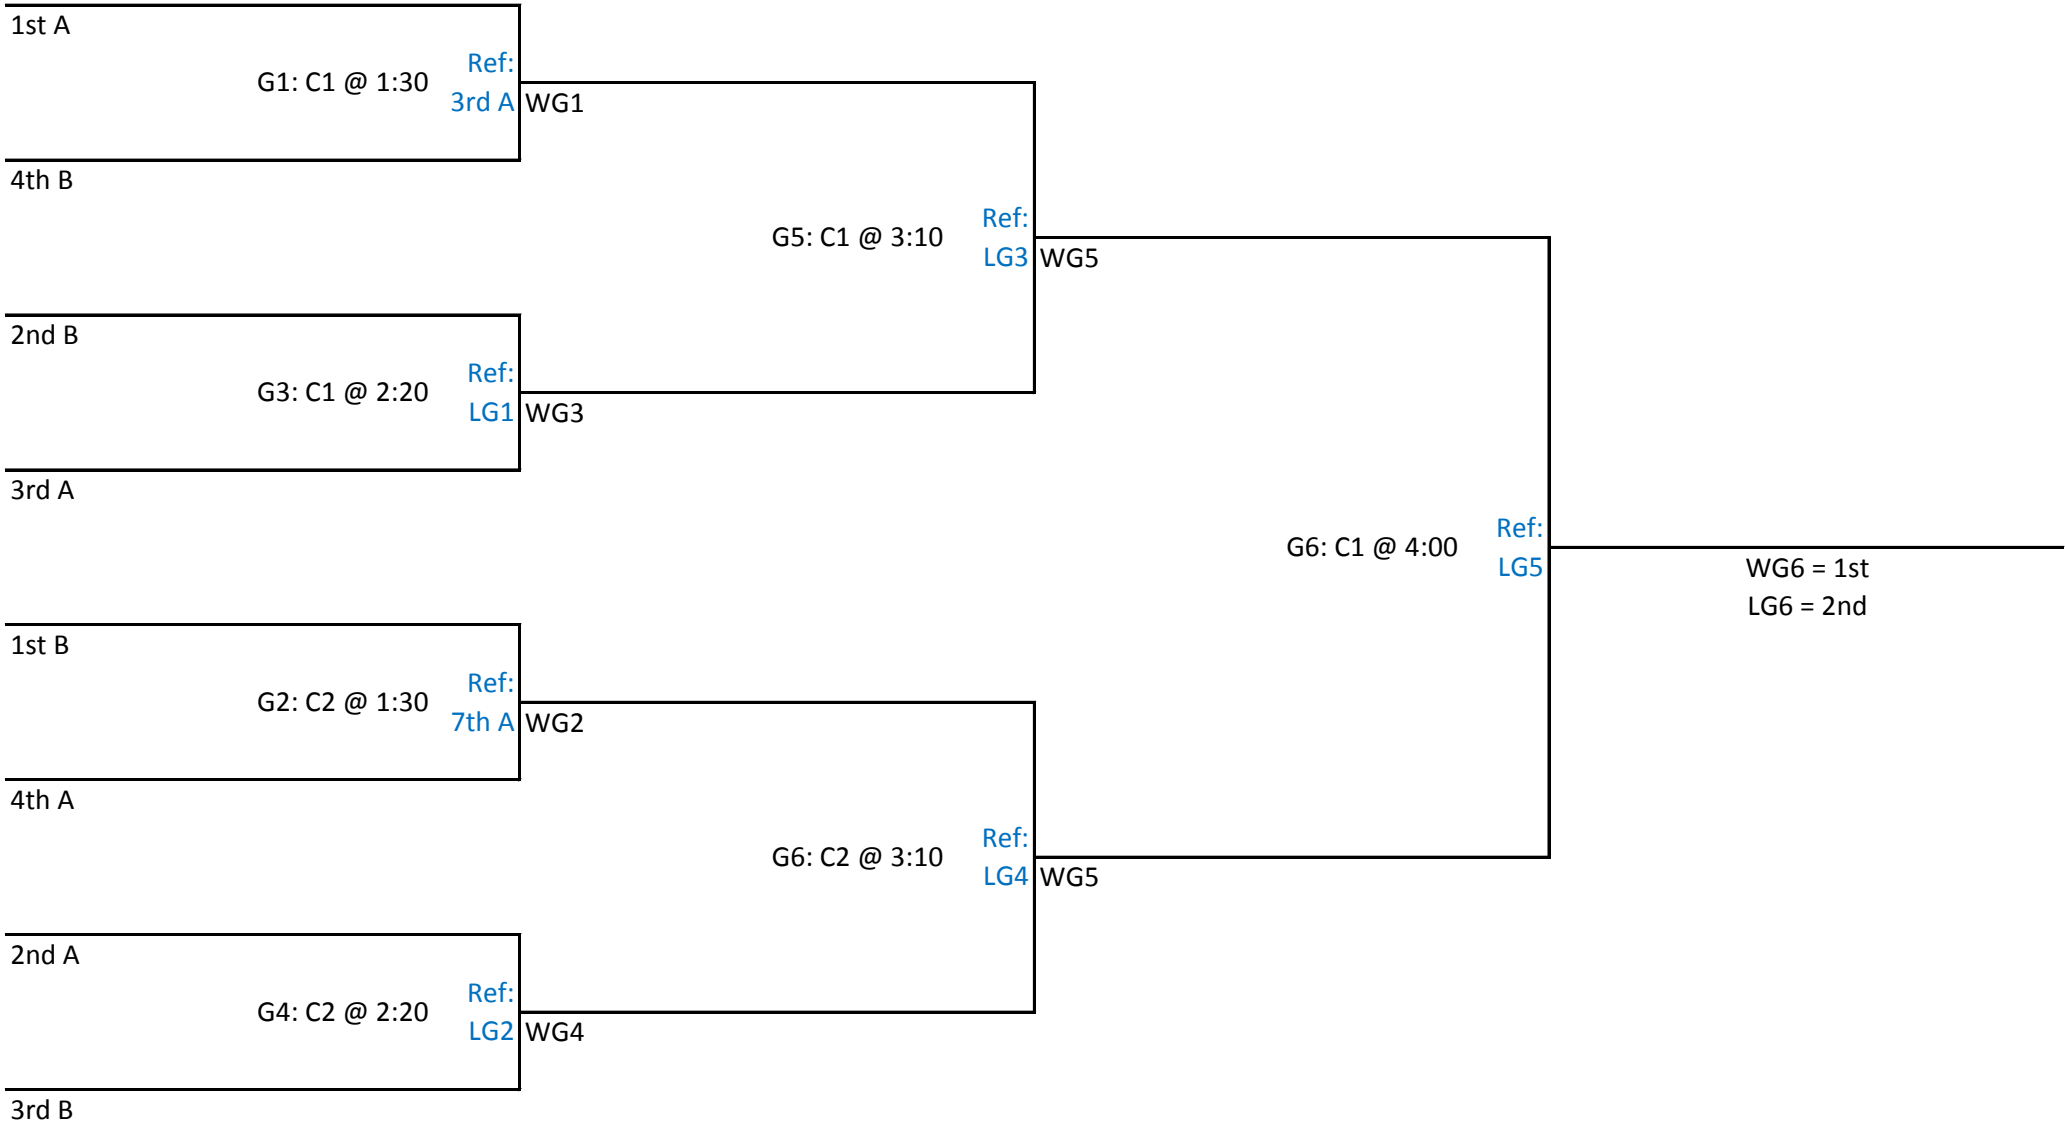 1st A
G1: C1 @ 1:30
Ref:
3rd A
WG1
4th B
G5: C1 @ 3:10
Ref:
LG3
WG5
2nd B
G3: C1 @ 2:20
Ref:
LG1
WG3
3rd A
G6: C1 @ 4:00
Ref:
LG5
WG6 = 1st
LG6 = 2nd
1st B
G2: C2 @ 1:30
Ref:
7th A
WG2
4th A
G6: C2 @ 3:10
Ref:
LG4
WG5
2nd A
G4: C2 @ 2:20
Ref:
LG2
WG4
3rd B